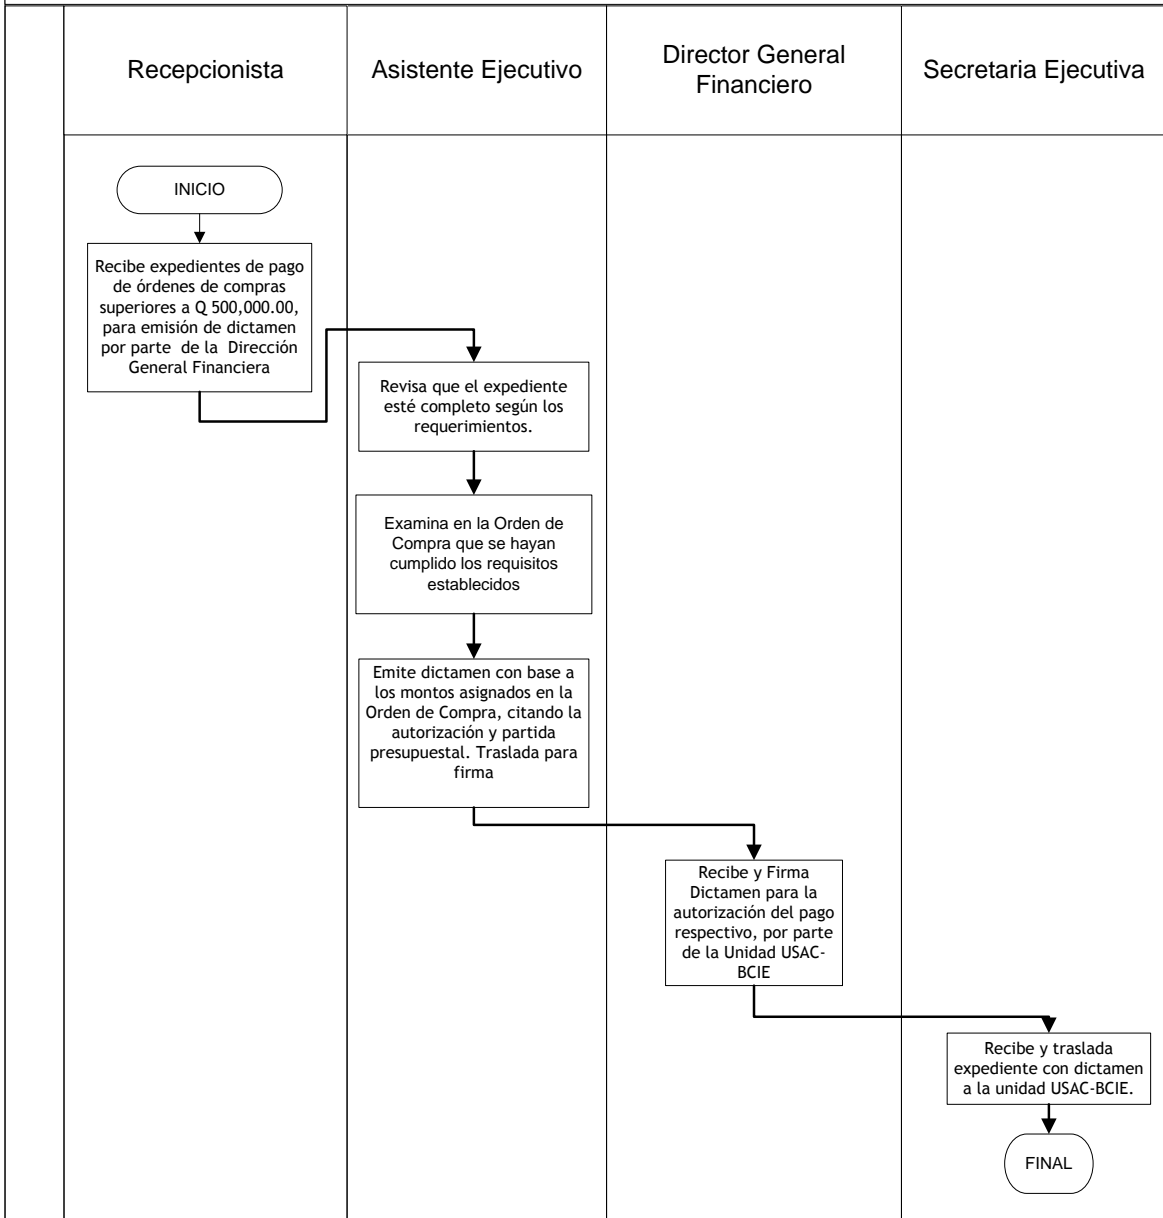 Recepcionista
Asistente Ejecutivo
Director General
Financiero
Secretaria Ejecutiva
INICIO
Recibe expedientes de pago
de órdenes de compras
superiores a Q 500,000.00,
para emisión de dictamen
por parte de la Dirección
General Financiera
Revisa que el expediente
esté completo según los
requerimientos.
Examina en la Orden de
Compra que se hayan
cumplido los requisitos
establecidos
Emite dictamen con base a
los montos asignados en la
Orden de Compra, citando la
autorización y partida
presupuestal. Traslada para
firma
Recibe y Firma
Dictamen para la
autorización del pago
respectivo, por parte
de la Unidad USAC-
BCIE
Recibe y traslada
expediente con dictamen
a la unidad USAC-BCIE.
FINAL